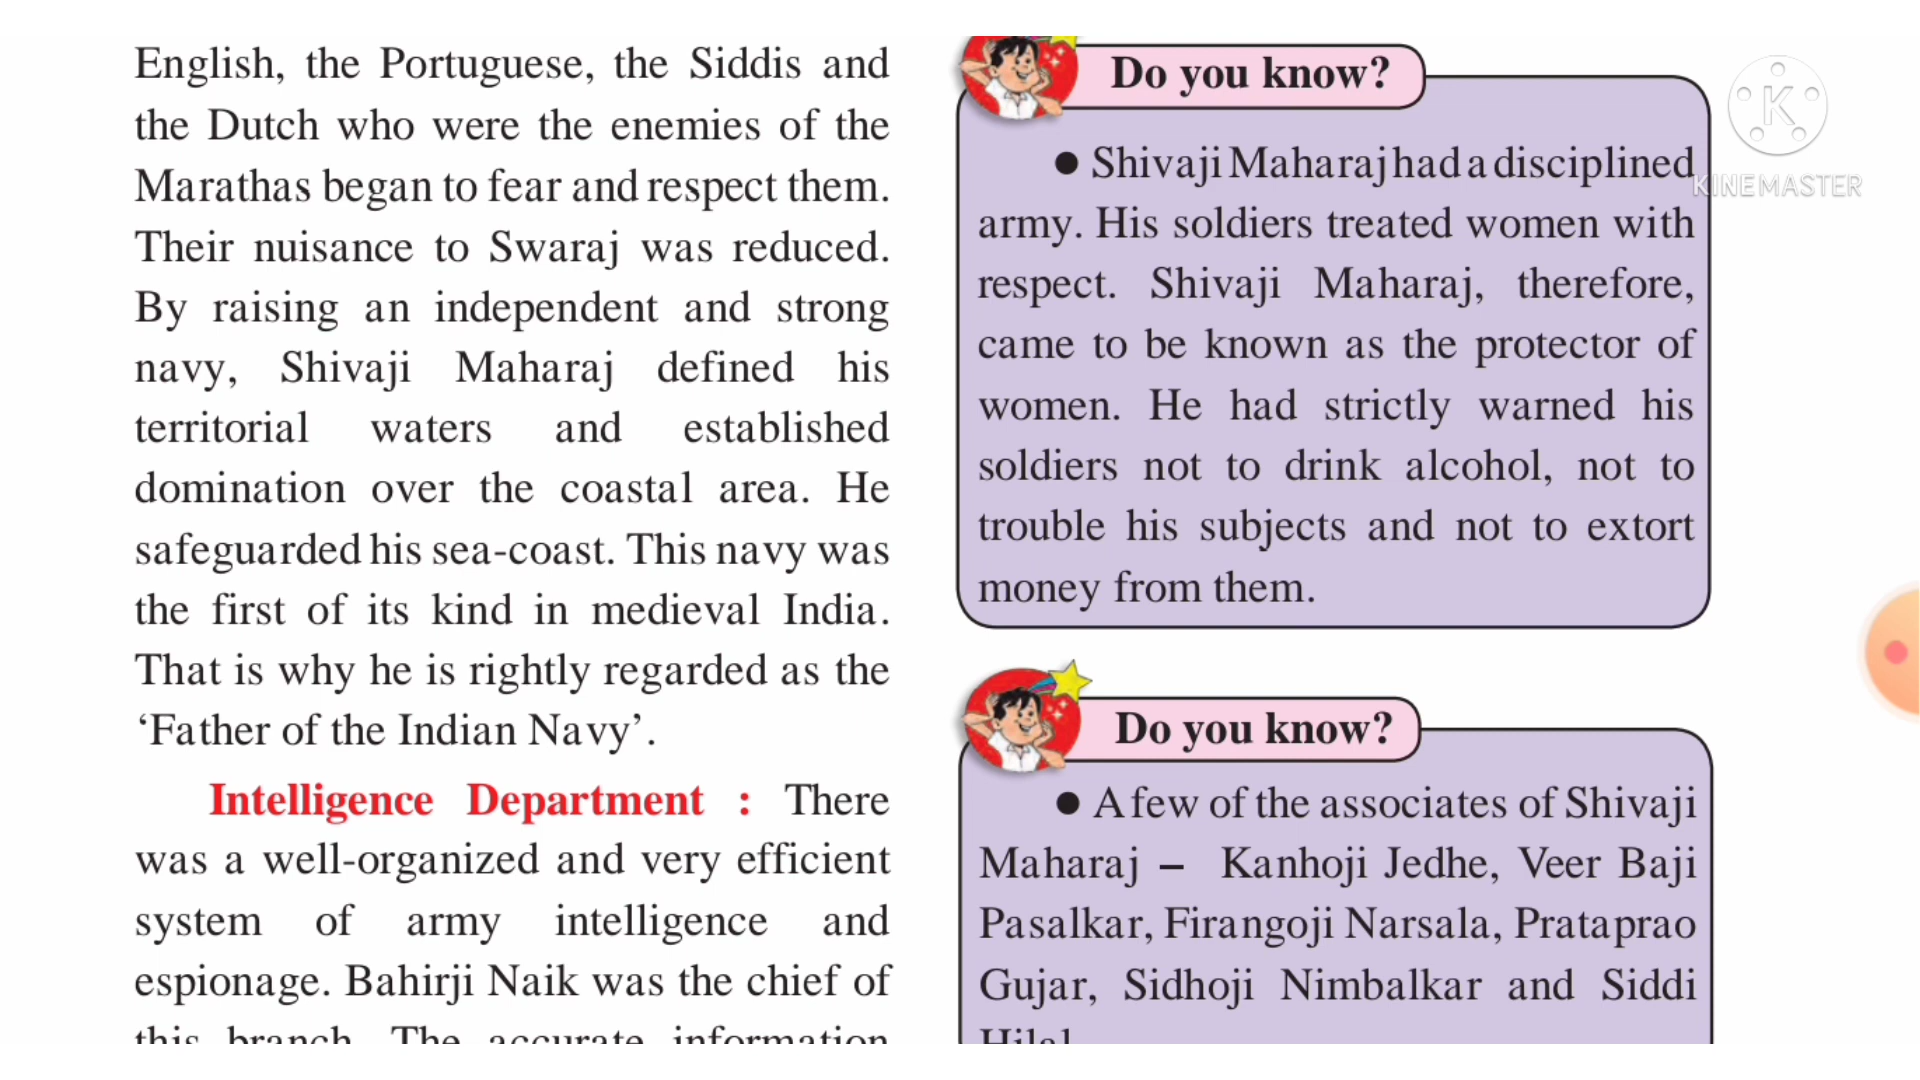 English, the Portuguese, the Siddis and
the Dutch who were the enemies of the
Marathas began to fear and respect them.
Their nuisance to Swaraj was reduced.
By raising an independent and strong
navy, Shivaji Maharaj defined his
territorial waters and established
domination over the coastal area. He
safeguarded his sea-coast. This navy was
the first of its kind in medieval India.
That is why he is rightly regarded as the
‘Father of the Indian Navy’.
Intelligence Department : There
was a well-organized and very efficient
system of army intelligence and
espionage. Bahirji Naik was the chief of
this branch. The accurate information
Do you know?
● Shivaji Maharaj had a disciplined
army. His soldiers treated women with
respect. Shivaji Maharaj, therefore,
came to be known as the protector of
women. He had strictly warned his
soldiers not to drink alcohol, not to
trouble his subjects and not to extort
money from them.
Do you know?
● A few of the associates of Shivaji
Maharaj – Kanhoji Jedhe, Veer Baji
Pasalkar, Firangoji Narsala, Prataprao
Gujar, Sidhoji Nimbalkar and Siddi
Hilal
K
KINEMASTER